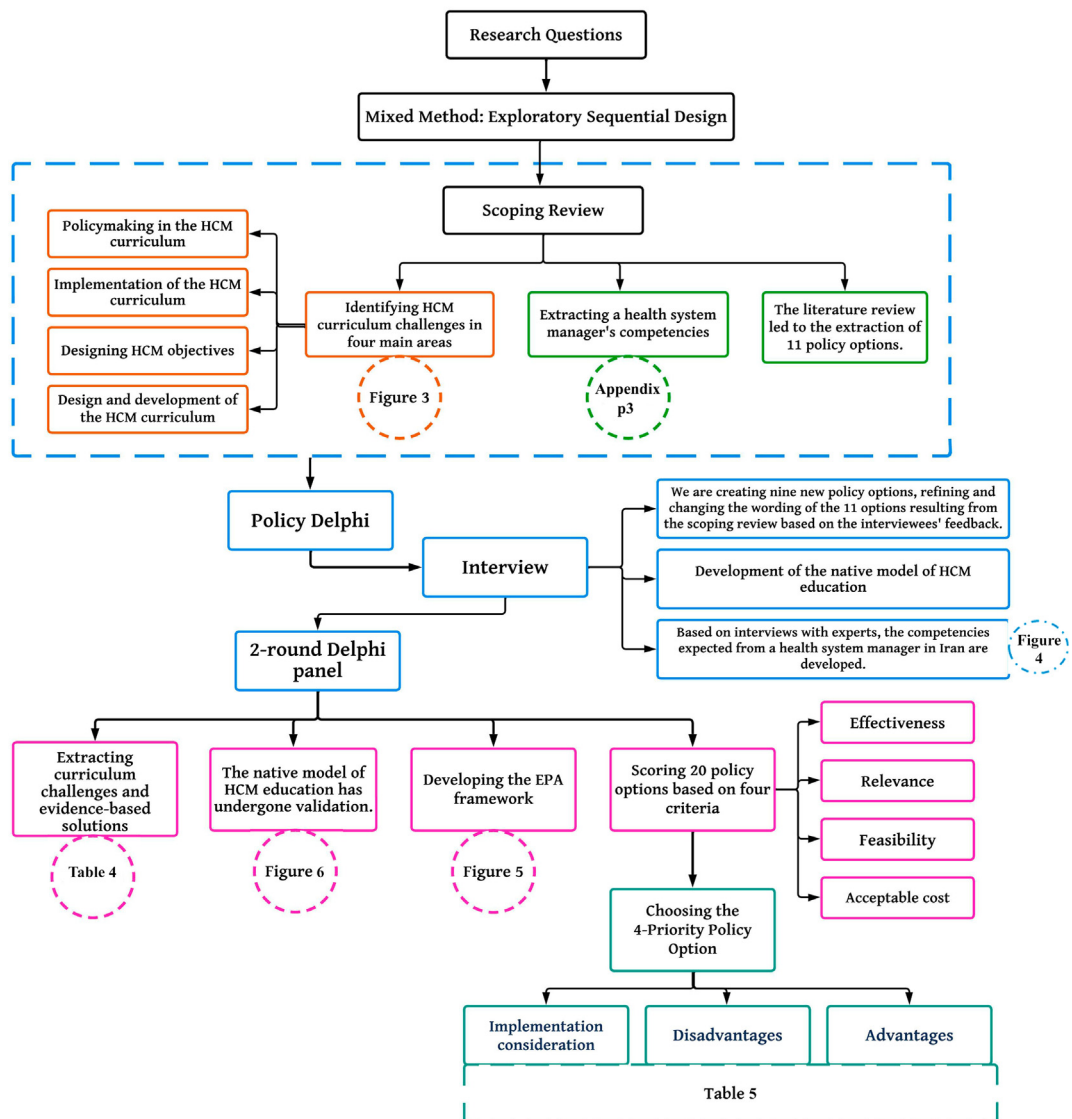 Research Questions
Mixed Method: Exploratory Sequential Design
Scoping Review
Policymaking in the HCM
curriculum
Implementation of the HCM
curriculum
Designing HCM objectives
Design and development of
the HCM curriculum
Identifying HCM
curriculum challenges in
four main areas
Figure 3
Extracting a health system
manager's competencies
Appendix
p3
The literature review
led to the extraction of
11 policy options.
Policy Delphi
Interview
We are creating nine new policy options, refining and
changing the wording of the 11 options resulting from
the scoping review based on the interviewees' feedback.
Development of the native model of HCM
education
Based on interviews with experts, the competencies
expected from a health system manager in Iran are
developed.
Figure
4
2-round Delphi
panel
Extracting
curriculum
challenges and
evidence-based
solutions
Table 4
The native model of
HCM education has
undergone validation.
Figure 6
Developing the EPA
framework
Figure 5
Scoring 20 policy
options based on four
criteria
Effectiveness
Relevance
Feasibility
Acceptable cost
Choosing the
4-Priority Policy
Option
Implementation
consideration
Disadvantages
Advantages
Table 5